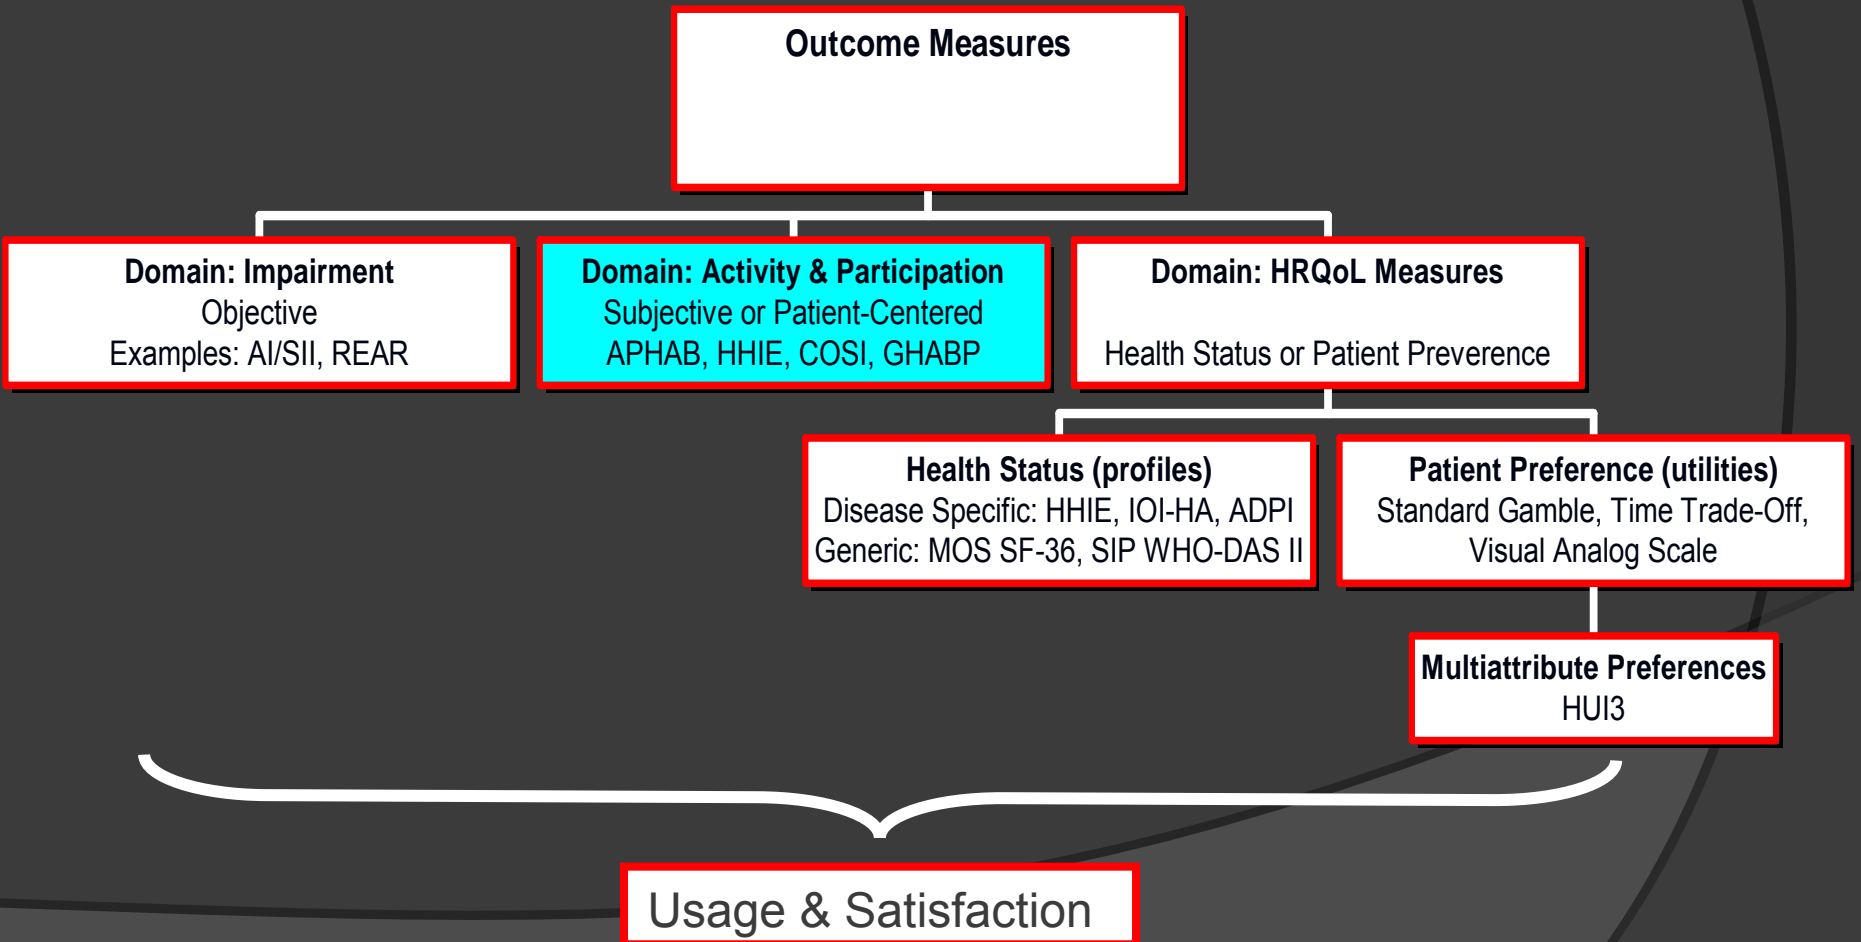 Outcome Measures
Domain: Impairment
Objective
Examples: AI/SII, REAR
Domain: Activity & Participation
Subjective or Patient-Centered
APHAB, HHIE, COSI, GHABP
Domain: HRQoL Measures
Health Status or Patient Preverence
Health Status (profiles)
Disease Specific: HHIE, IOI-HA, ADPI
Generic: MOS SF-36, SIP WHO-DAS II
Patient Preference (utilities)
Standard Gamble, Time Trade-Off,
Visual Analog Scale
Multiattribute Preferences
HUI3
Usage & Satisfaction